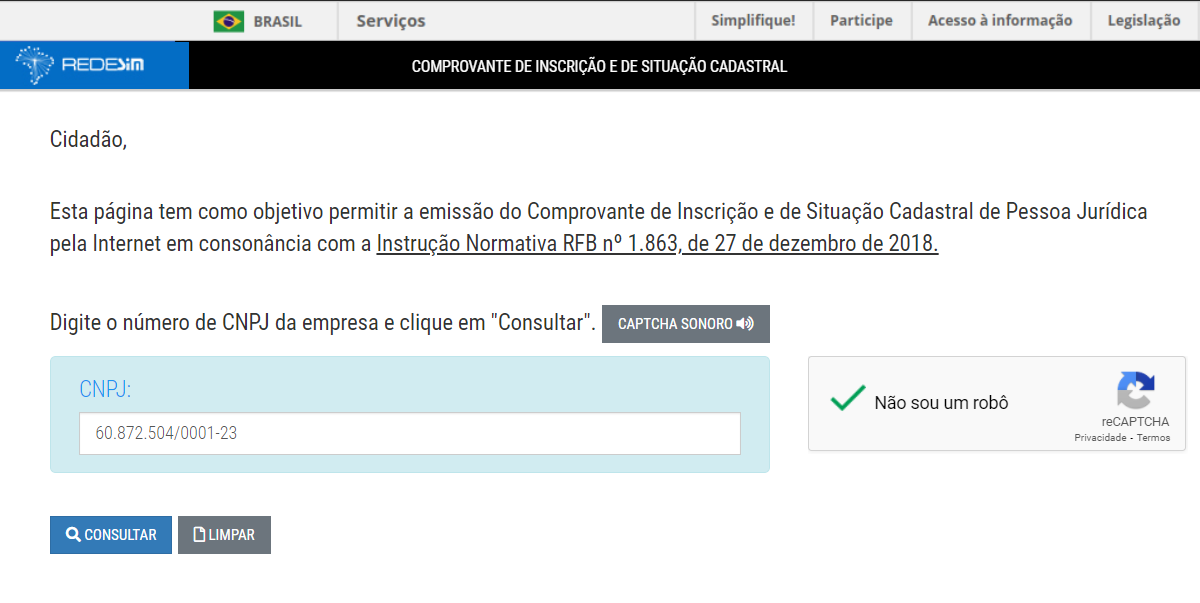 BRASIL Serviços Simplifique! Participe Acesso à informação Legislação
REDESIM COMPROVANTE DE INSCRIÇÃO E DE SITUAÇÃO CADASTRAL
Cidadão,
Esta página tem como objetivo permitir a emissão do Comprovante de Inscrição e de Situação Cadastral de Pessoa Jurídica
pela Internet em consonância com a Instrução Normativa RFB nº 1.863, de 27 de dezembro de 2018.
Digite o número de CNPJ da empresa e clique em "Consultar". CAPTCHA SONORO
CNPJ:
60.872.504/0001-23
Não sou um robô
reCAPTCHA
Privacidade - Termos
CONSULTAR LIMPAR